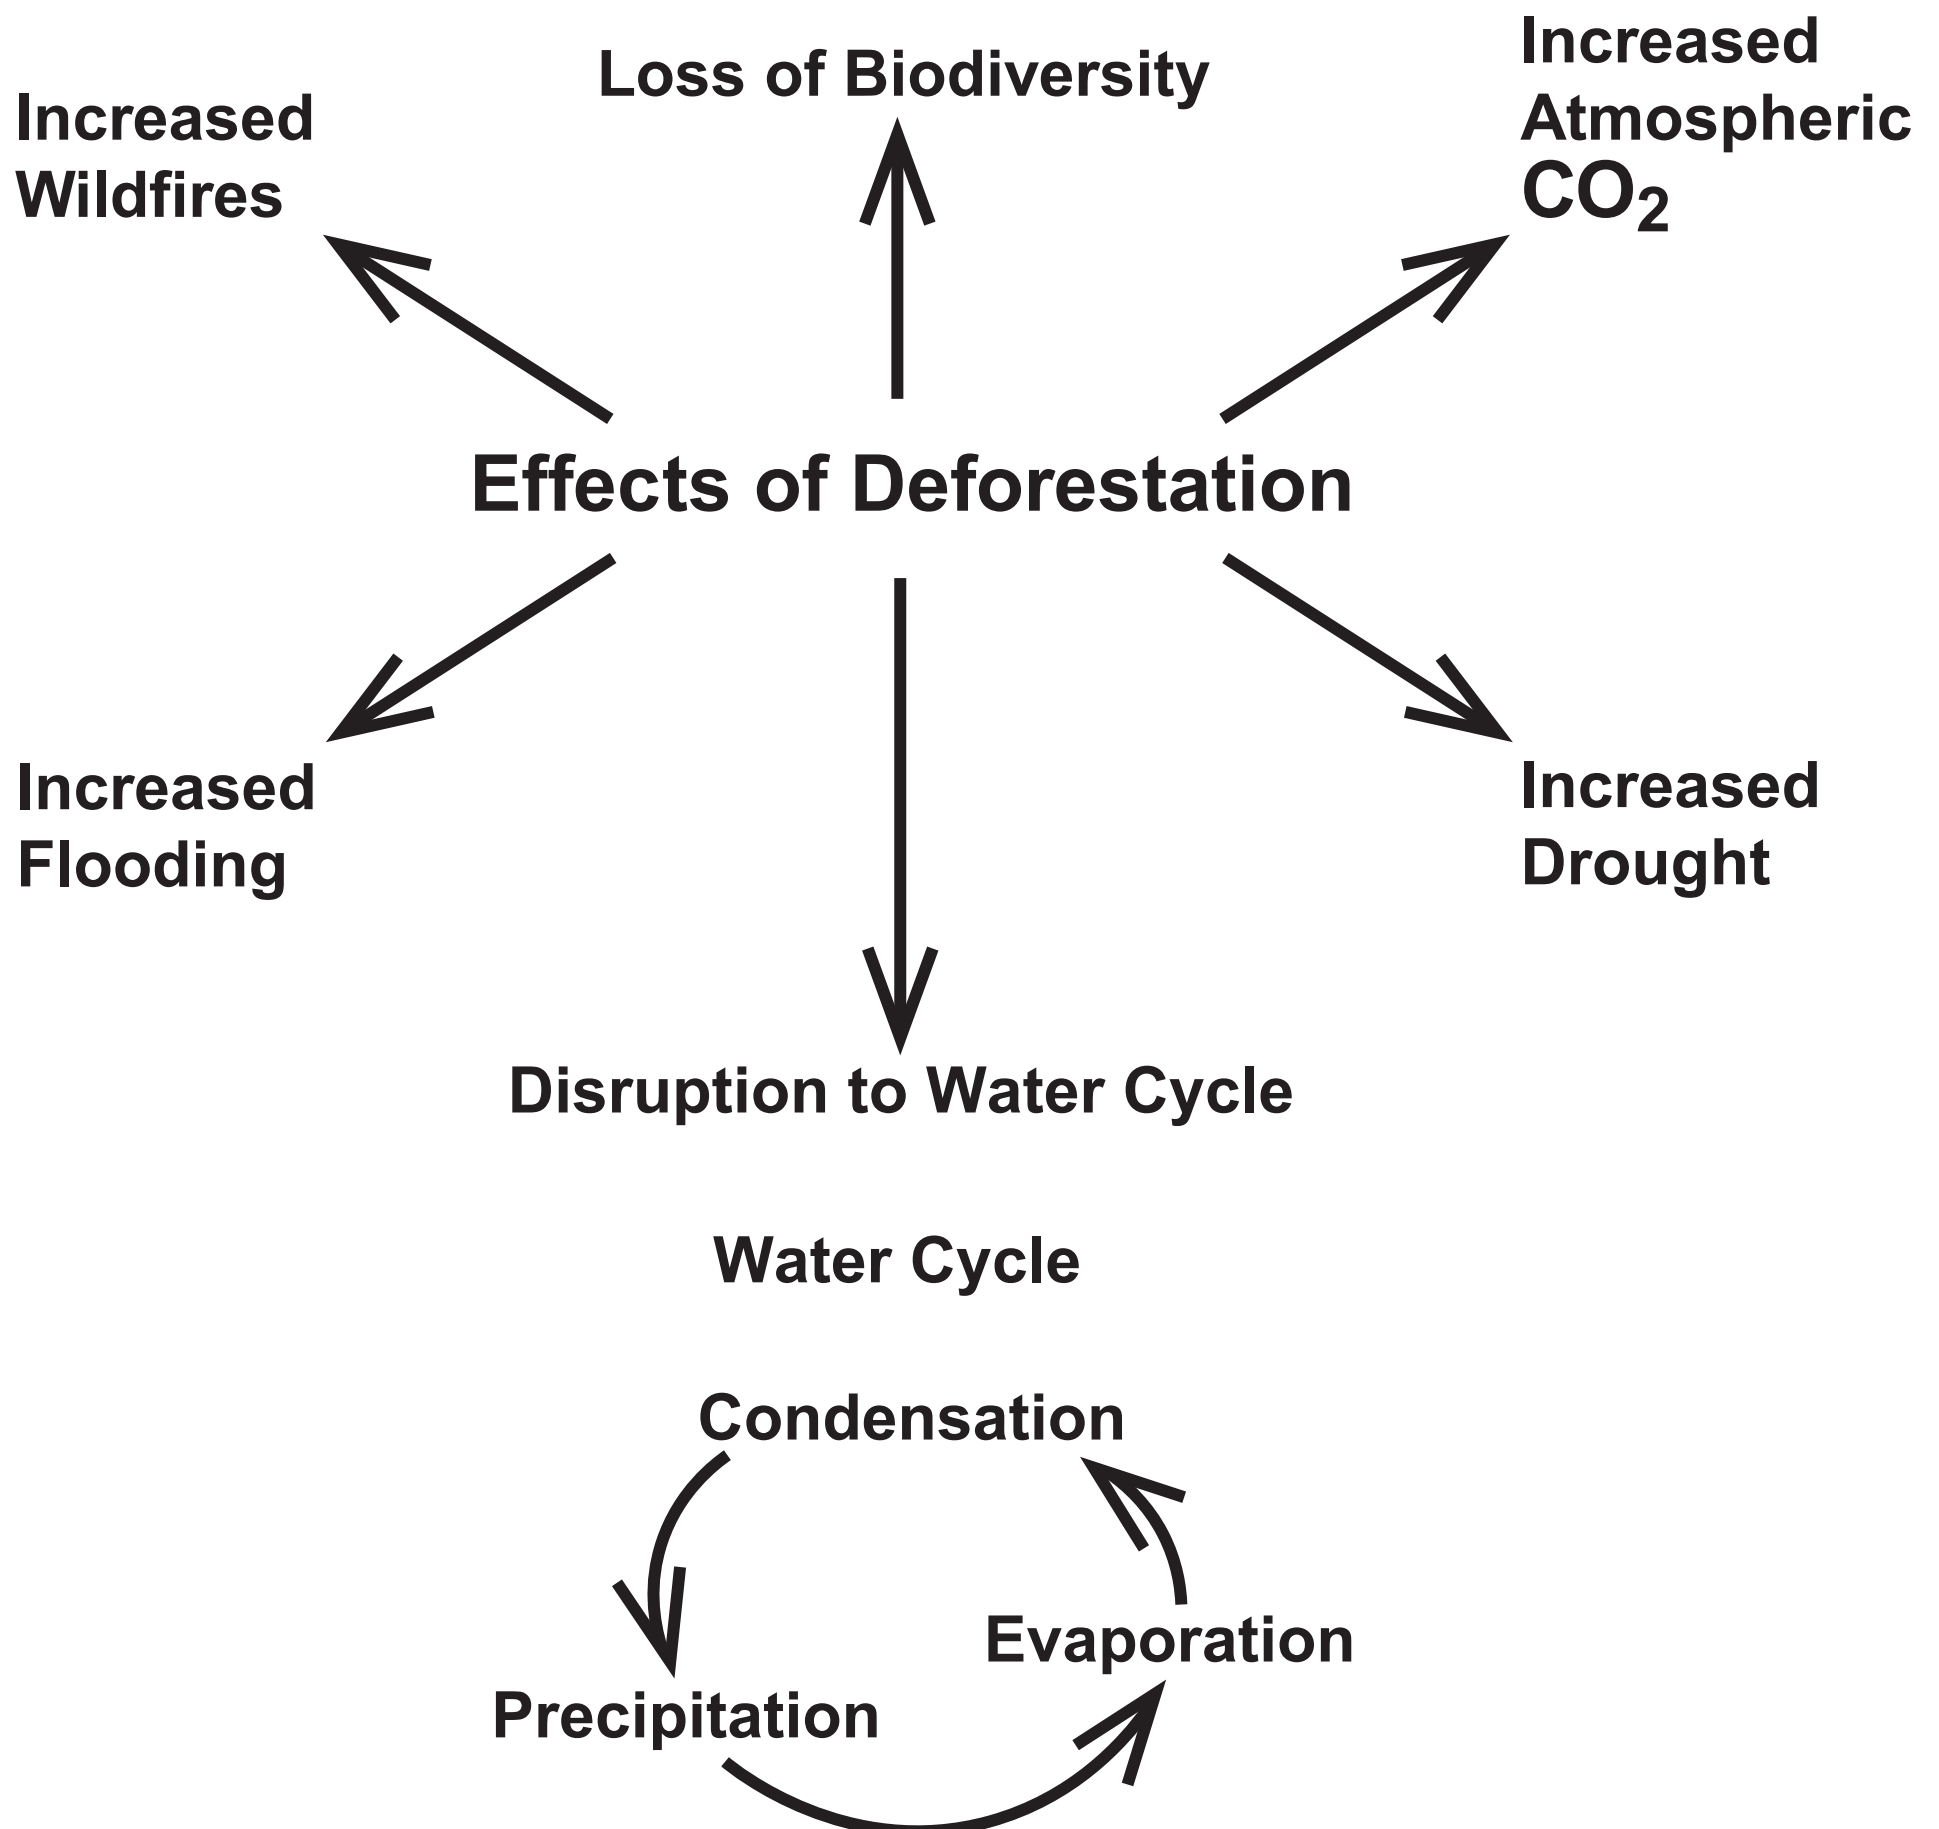 Loss of Biodiversity
Increased
Atmospheric
CO₂
Increased
Wildfires
Effects of Deforestation
Increased
Flooding
Increased
Drought
Disruption to Water Cycle
Water Cycle
Condensation
Evaporation
Precipitation